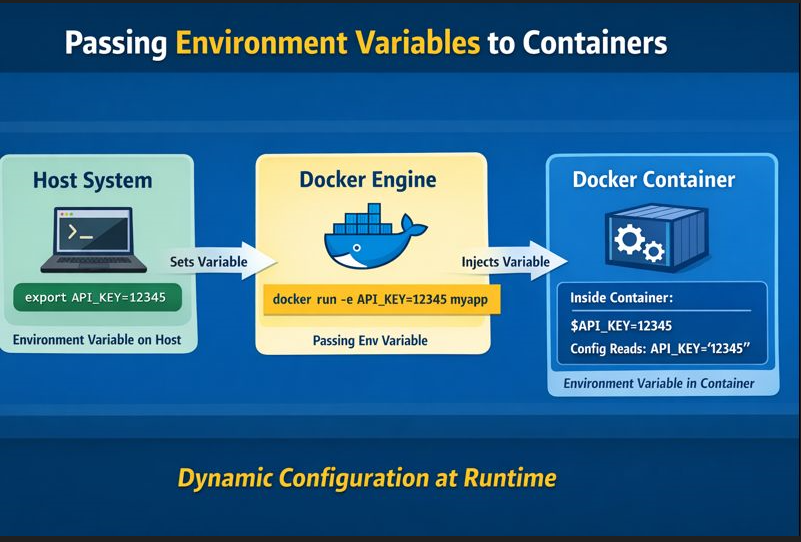 Passing Environment Variables to Containers
Host System
>_
export API_KEY=12345
Environment Variable on Host
Sets Variable
Docker Engine
docker run -e API_KEY=12345 myapp
Passing Env Variable
Injects Variable
Docker Container
Inside Container:
$API_KEY=12345
Config Reads: API_KEY=‘12345”
Environment Variable in Container
Dynamic Configuration at Runtime